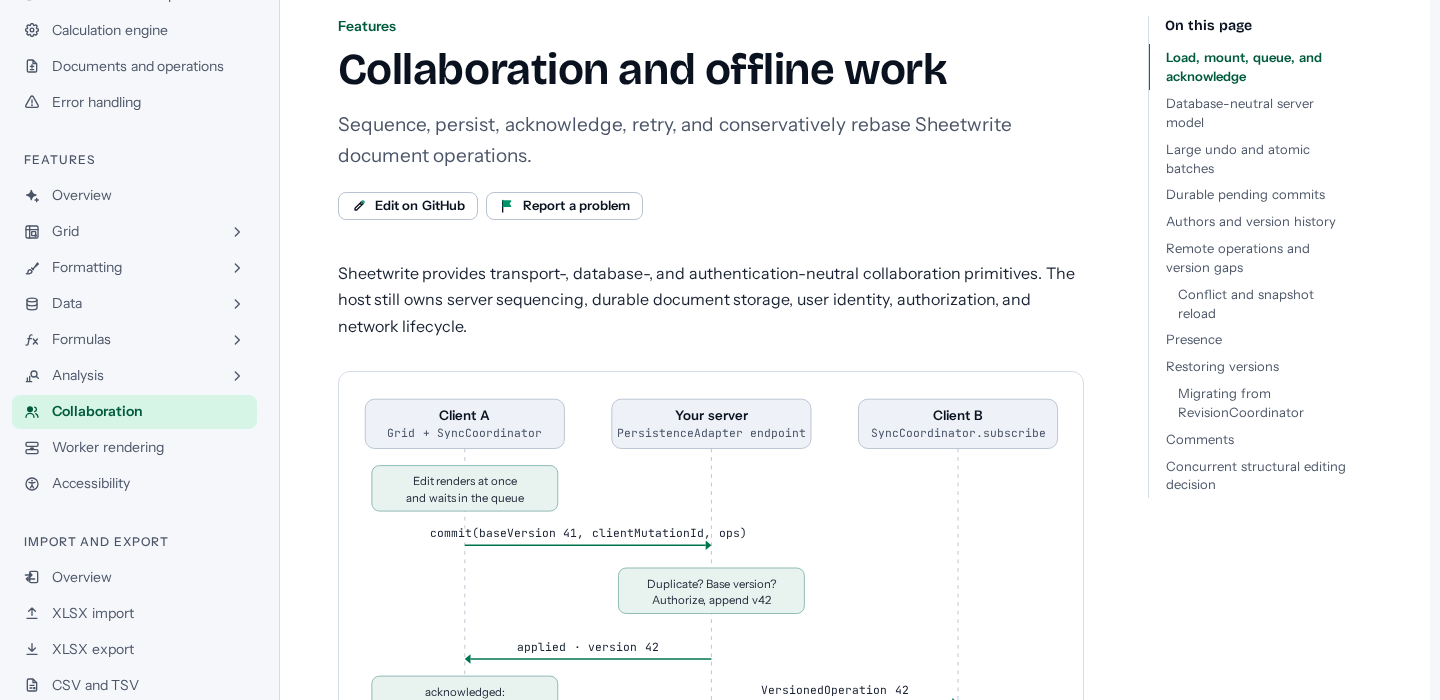 Calculation engine
Documents and operations
Error handling
FEATURES
Overview
Grid
Formatting
Data
Formulas
Analysis
Collaboration
Worker rendering
Accessibility
IMPORT AND EXPORT
Overview
XLSX import
XLSX export
CSV and TSV
Features
Collaboration and offline work
Sequence, persist, acknowledge, retry, and conservatively rebase Sheetwrite
document operations.
Edit on GitHub
Report a problem
Sheetwrite provides transport-, database-, and authentication-neutral collaboration primitives. The
host still owns server sequencing, durable document storage, user identity, authorization, and
network lifecycle.
Client A
Grid + SyncCoordinator
Your server
PersistenceAdapter endpoint
Client B
SyncCoordinator.subscribe
Edit renders at once
and waits in the queue
commit(baseVersion 41, clientMutationId, ops)
Duplicate? Base version?
Authorize, append v42
applied · version 42
acknowledged:
VersionedOperation 42
On this page
Load, mount, queue, and
acknowledge
Database-neutral server
model
Large undo and atomic
batches
Durable pending commits
Authors and version history
Remote operations and
version gaps
Conflict and snapshot
reload
Presence
Restoring versions
Migrating from
RevisionCoordinator
Comments
Concurrent structural editing
decision